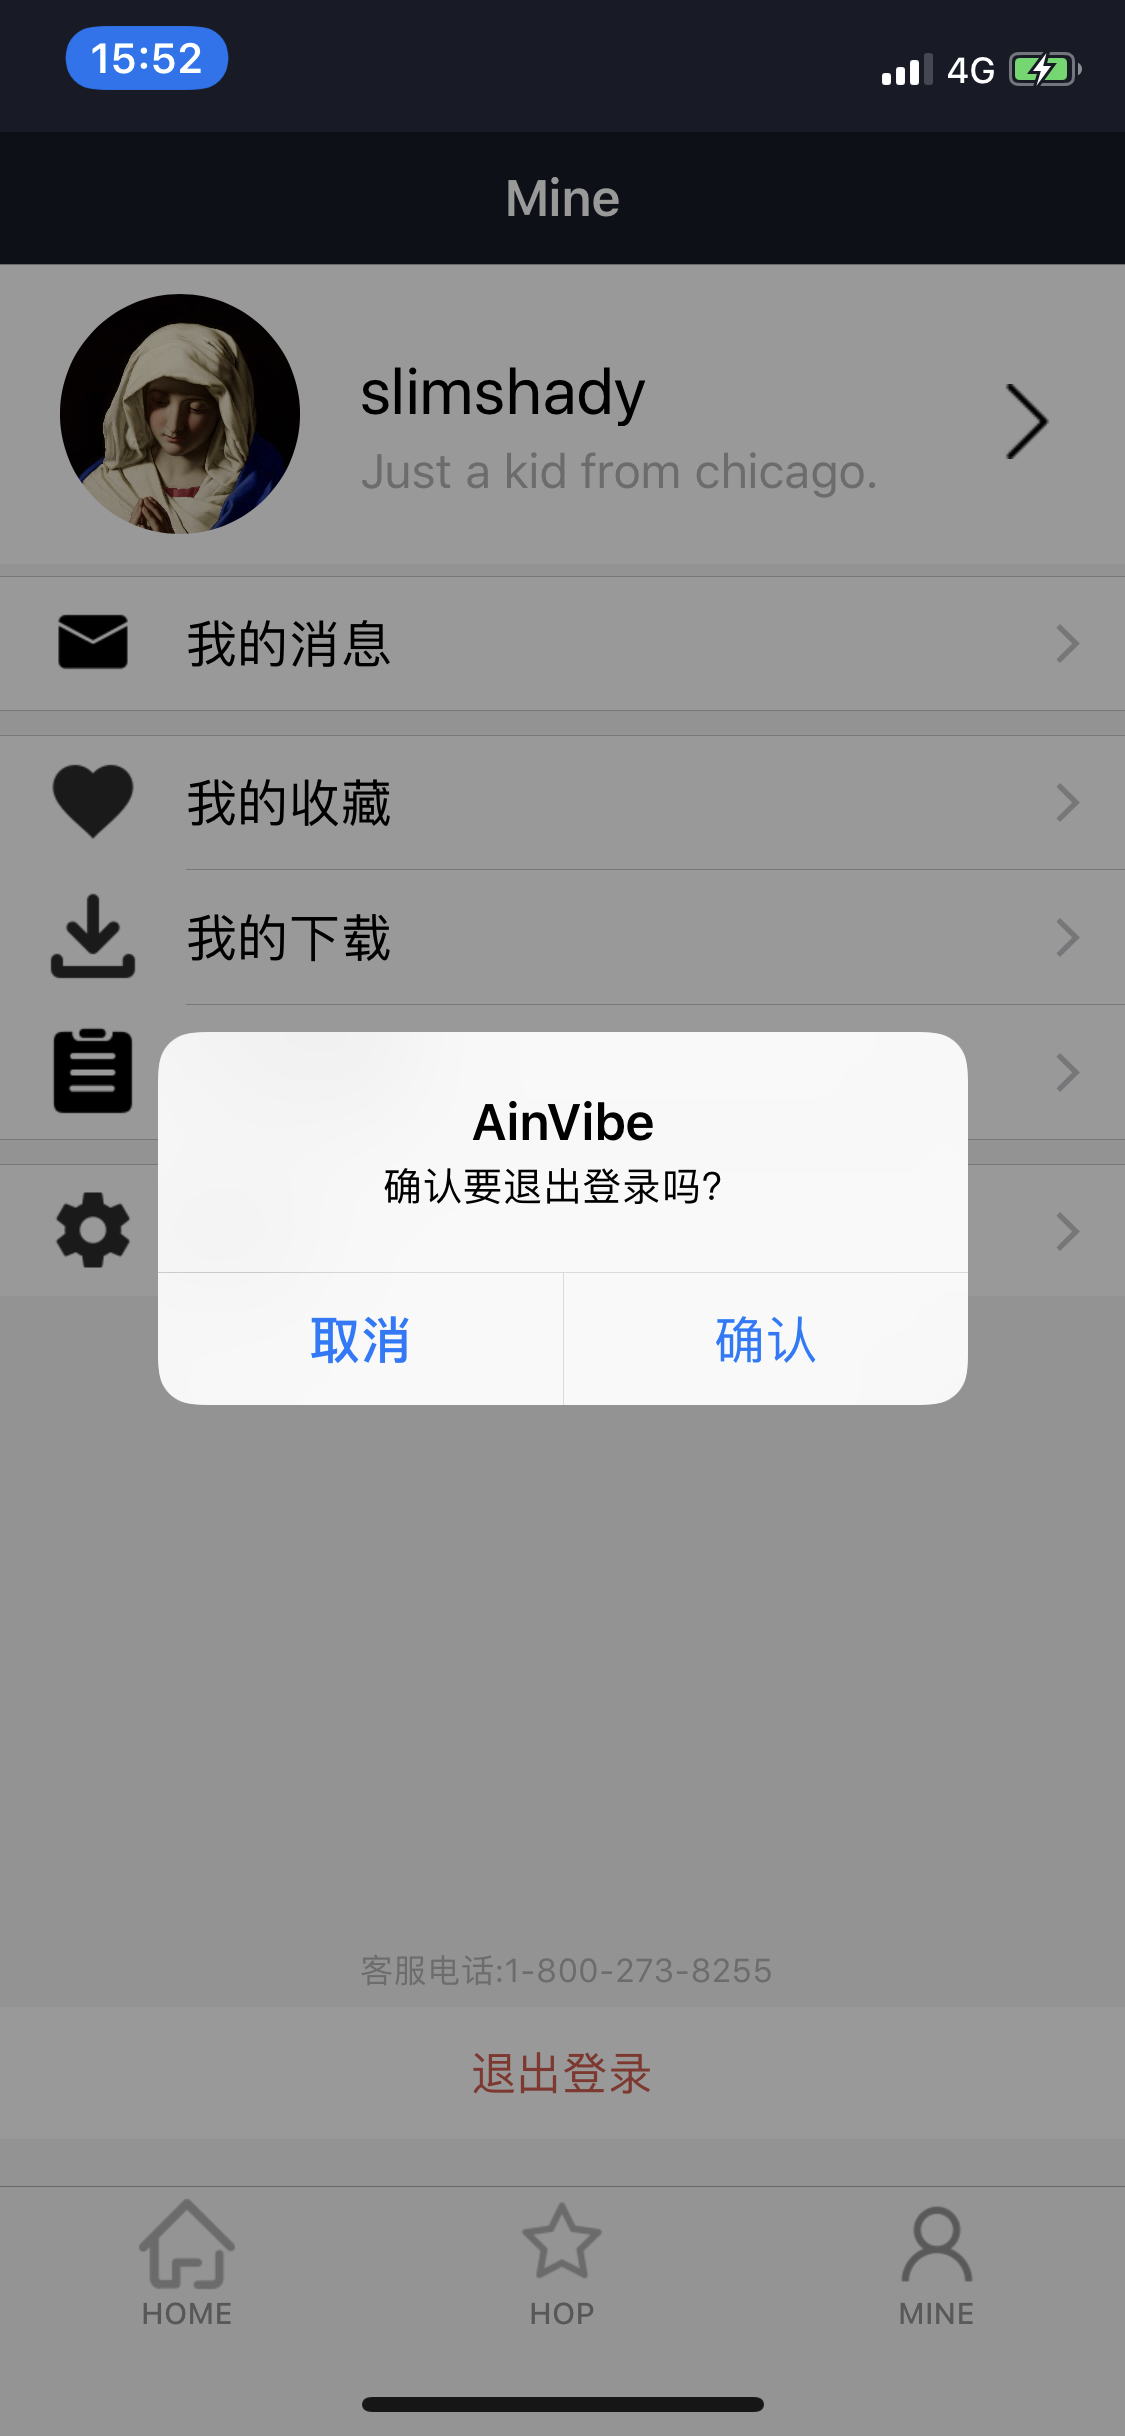 15:52
4G
Mine
slimshady
Just a kid from chicago.
我的消息
我的收藏
我的下载
AinVibe
确认要退出登录吗?
取消
确认
客服电话:1-800-273-8255
退出登录
HOME
HOP
MINE